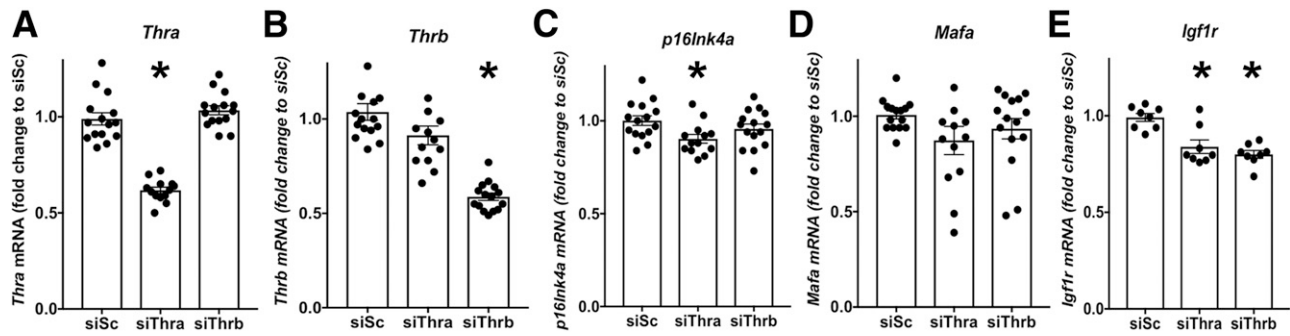 A
Thra
Thra mRNA (fold change to siSc)
*
1.0
0.5
0.0
siSc siThra siThrb
B
Thrb
Thrb mRNA (fold change to siSc)
*
1.0
0.5
0.0
siSc siThra siThrb
C
p16Ink4a
p16Ink4a mRNA (fold change to siSc)
*
1.0
0.5
0.0
siSc siThra siThrb
D
Mafa
Mafa mRNA (fold change to siSc)
1.0
0.5
0.0
siSc siThra siThrb
E
Igf1r
Igf1r mRNA (fold change to siSc)
* *
1.0
0.5
0.0
siSc siThra siThrb